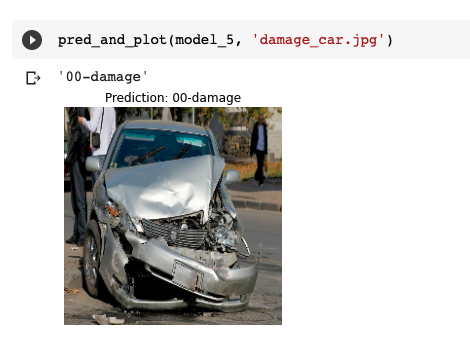 pred_and_plot(model_5, 'damage_car.jpg')
'00-damage'
Prediction: 00-damage